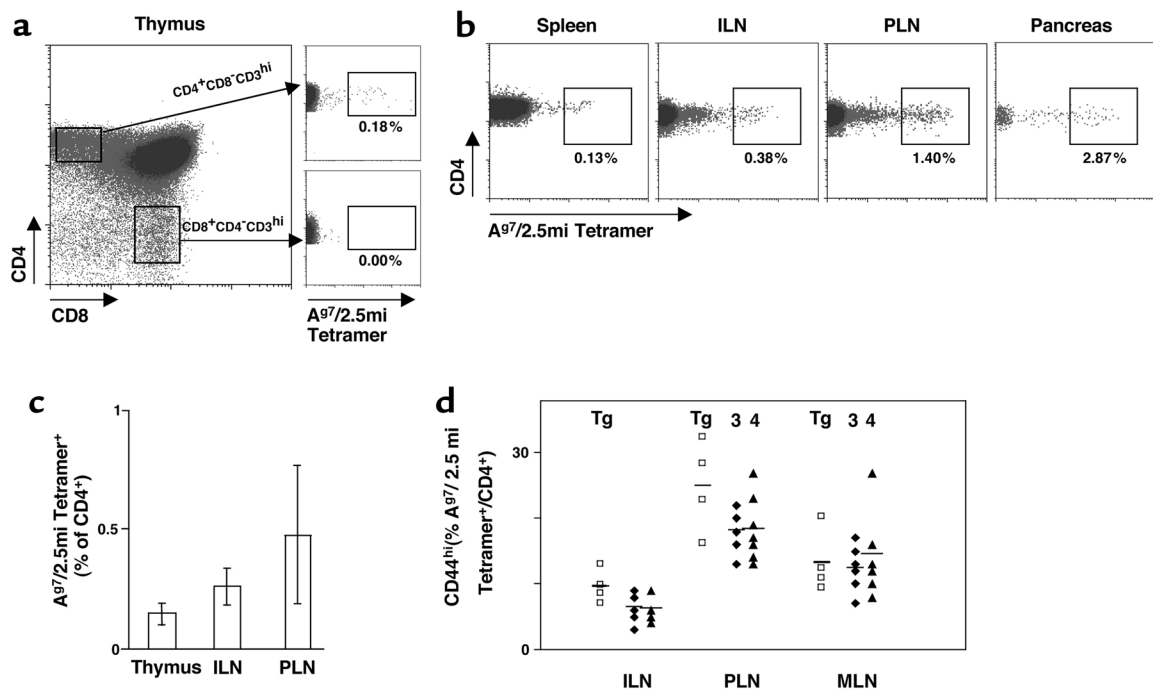 a
Thymus
CD4⁺CD8⁻CD3ʰⁱ
0.18%
CD8⁺CD4⁻CD3ʰⁱ
0.00%
CD4
CD8
Aᵍ⁷/2.5mi
Tetramer
b
Spleen
ILN
PLN
Pancreas
CD4
0.13%
0.38%
1.40%
2.87%
Aᵍ⁷/2.5mi Tetramer
c
Aᵍ⁷/2.5mi Tetramer⁺
(% of CD4⁺)
1
0.5
0
Thymus ILN PLN
d
CD44ʰⁱ(% Aᵍ⁷/ 2.5 mi
Tetramer⁺/CD4⁺)
Tg Tg 3 4 Tg 3 4
30
0
ILN PLN MLN